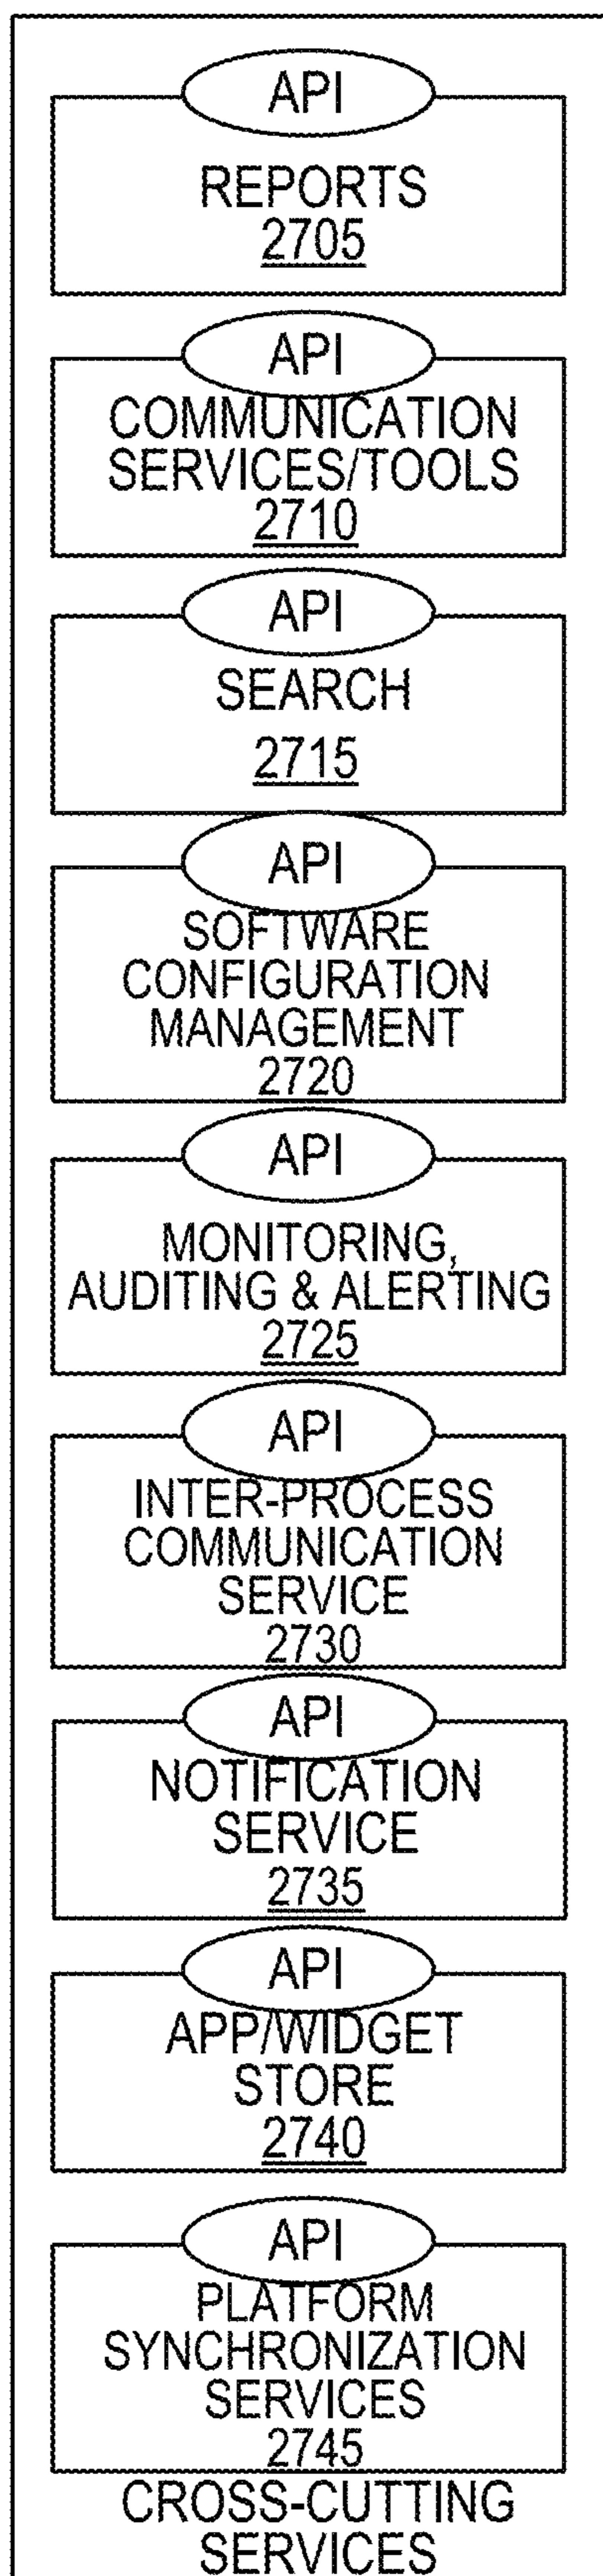 API
REPORTS
2705
API
COMMUNICATION
SERVICES/TOOLS
2710
API
SEARCH
2715
API
SOFTWARE
CONFIGURATION
MANAGEMENT
2720
API
MONITORING,
AUDITING & ALERTING
2725
API
INTER-PROCESS
COMMUNICATION
SERVICE
2730
API
NOTIFICATION
SERVICE
2735
API
APP/WIDGET
STORE
2740
API
PLATFORM
SYNCHRONIZATION
SERVICES
2745
CROSS-CUTTING
SERVICES